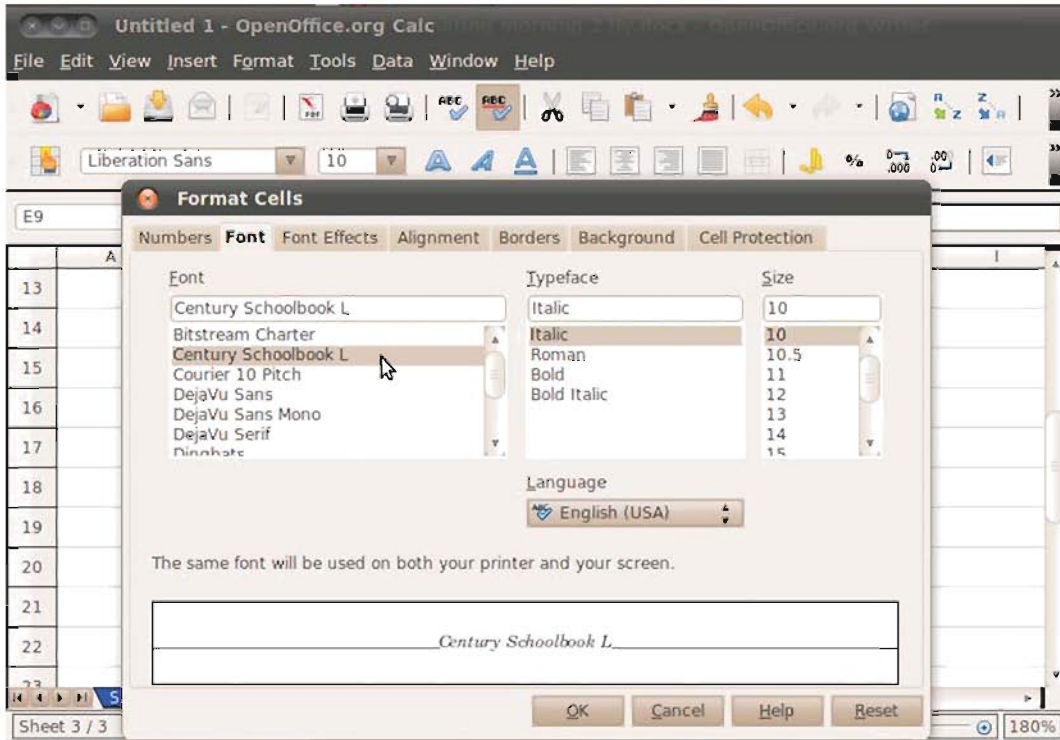 Untitled 1 - OpenOffice.org Calc
File Edit View Insert Format Tools Data Window Help
Liberation Sans 10
E9
Format Cells
Numbers Font Font Effects Alignment Borders Background Cell Protection
A I
Font Typeface Size
Century Schoolbook L Italic 10
Bitstream Charter Italic 10
Century Schoolbook L Roman 10.5
Courier 10 Pitch Bold 11
DejaVu Sans Bold Italic 12
DejaVu Sans Mono 13
DejaVu Serif 14
Dingbats 15
13
14
15
16
17
18
19
20
21
22
23
Language
English (USA)
The same font will be used on both your printer and your screen.
Century Schoolbook L
OK Cancel Help Reset
Sheet 3 / 3 180%